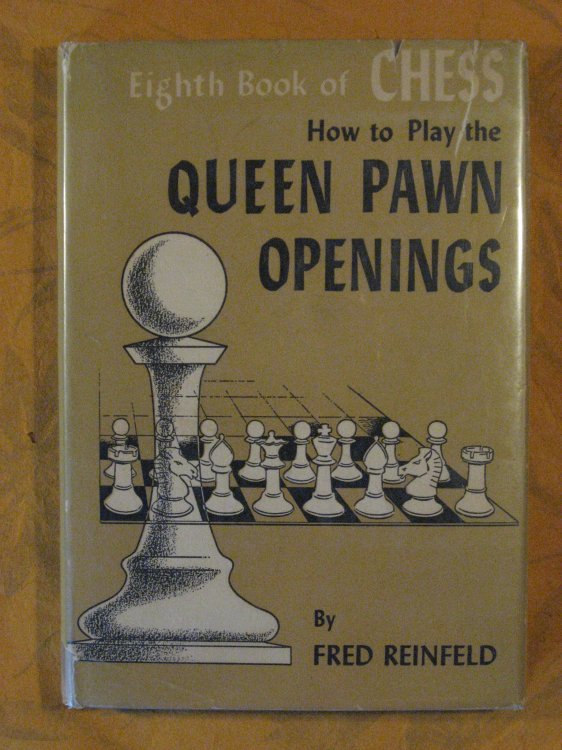 Eighth Book of CHESS
How to Play the
QUEEN PAWN
OPENINGS
By
FRED REINFELD